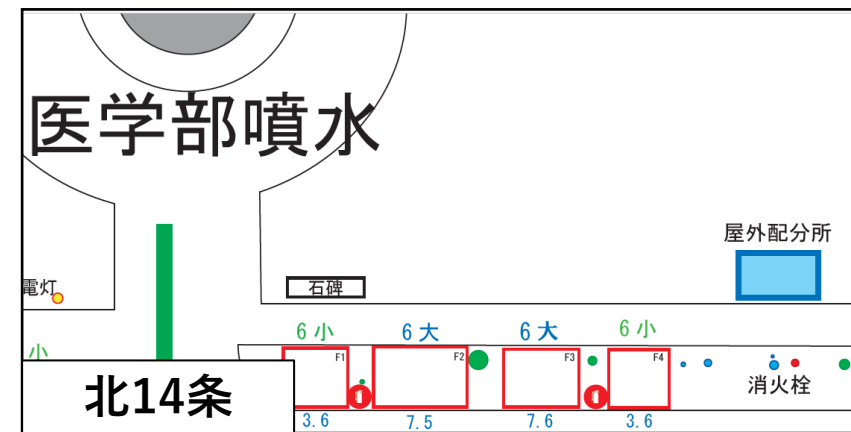 医学部噴水
屋外配分所
電灯
石碑
6 小
6 大
6 大
6 小
小
F1
F2
F3
F4
消火栓
北14条
3.6
7.5
7.6
3.6